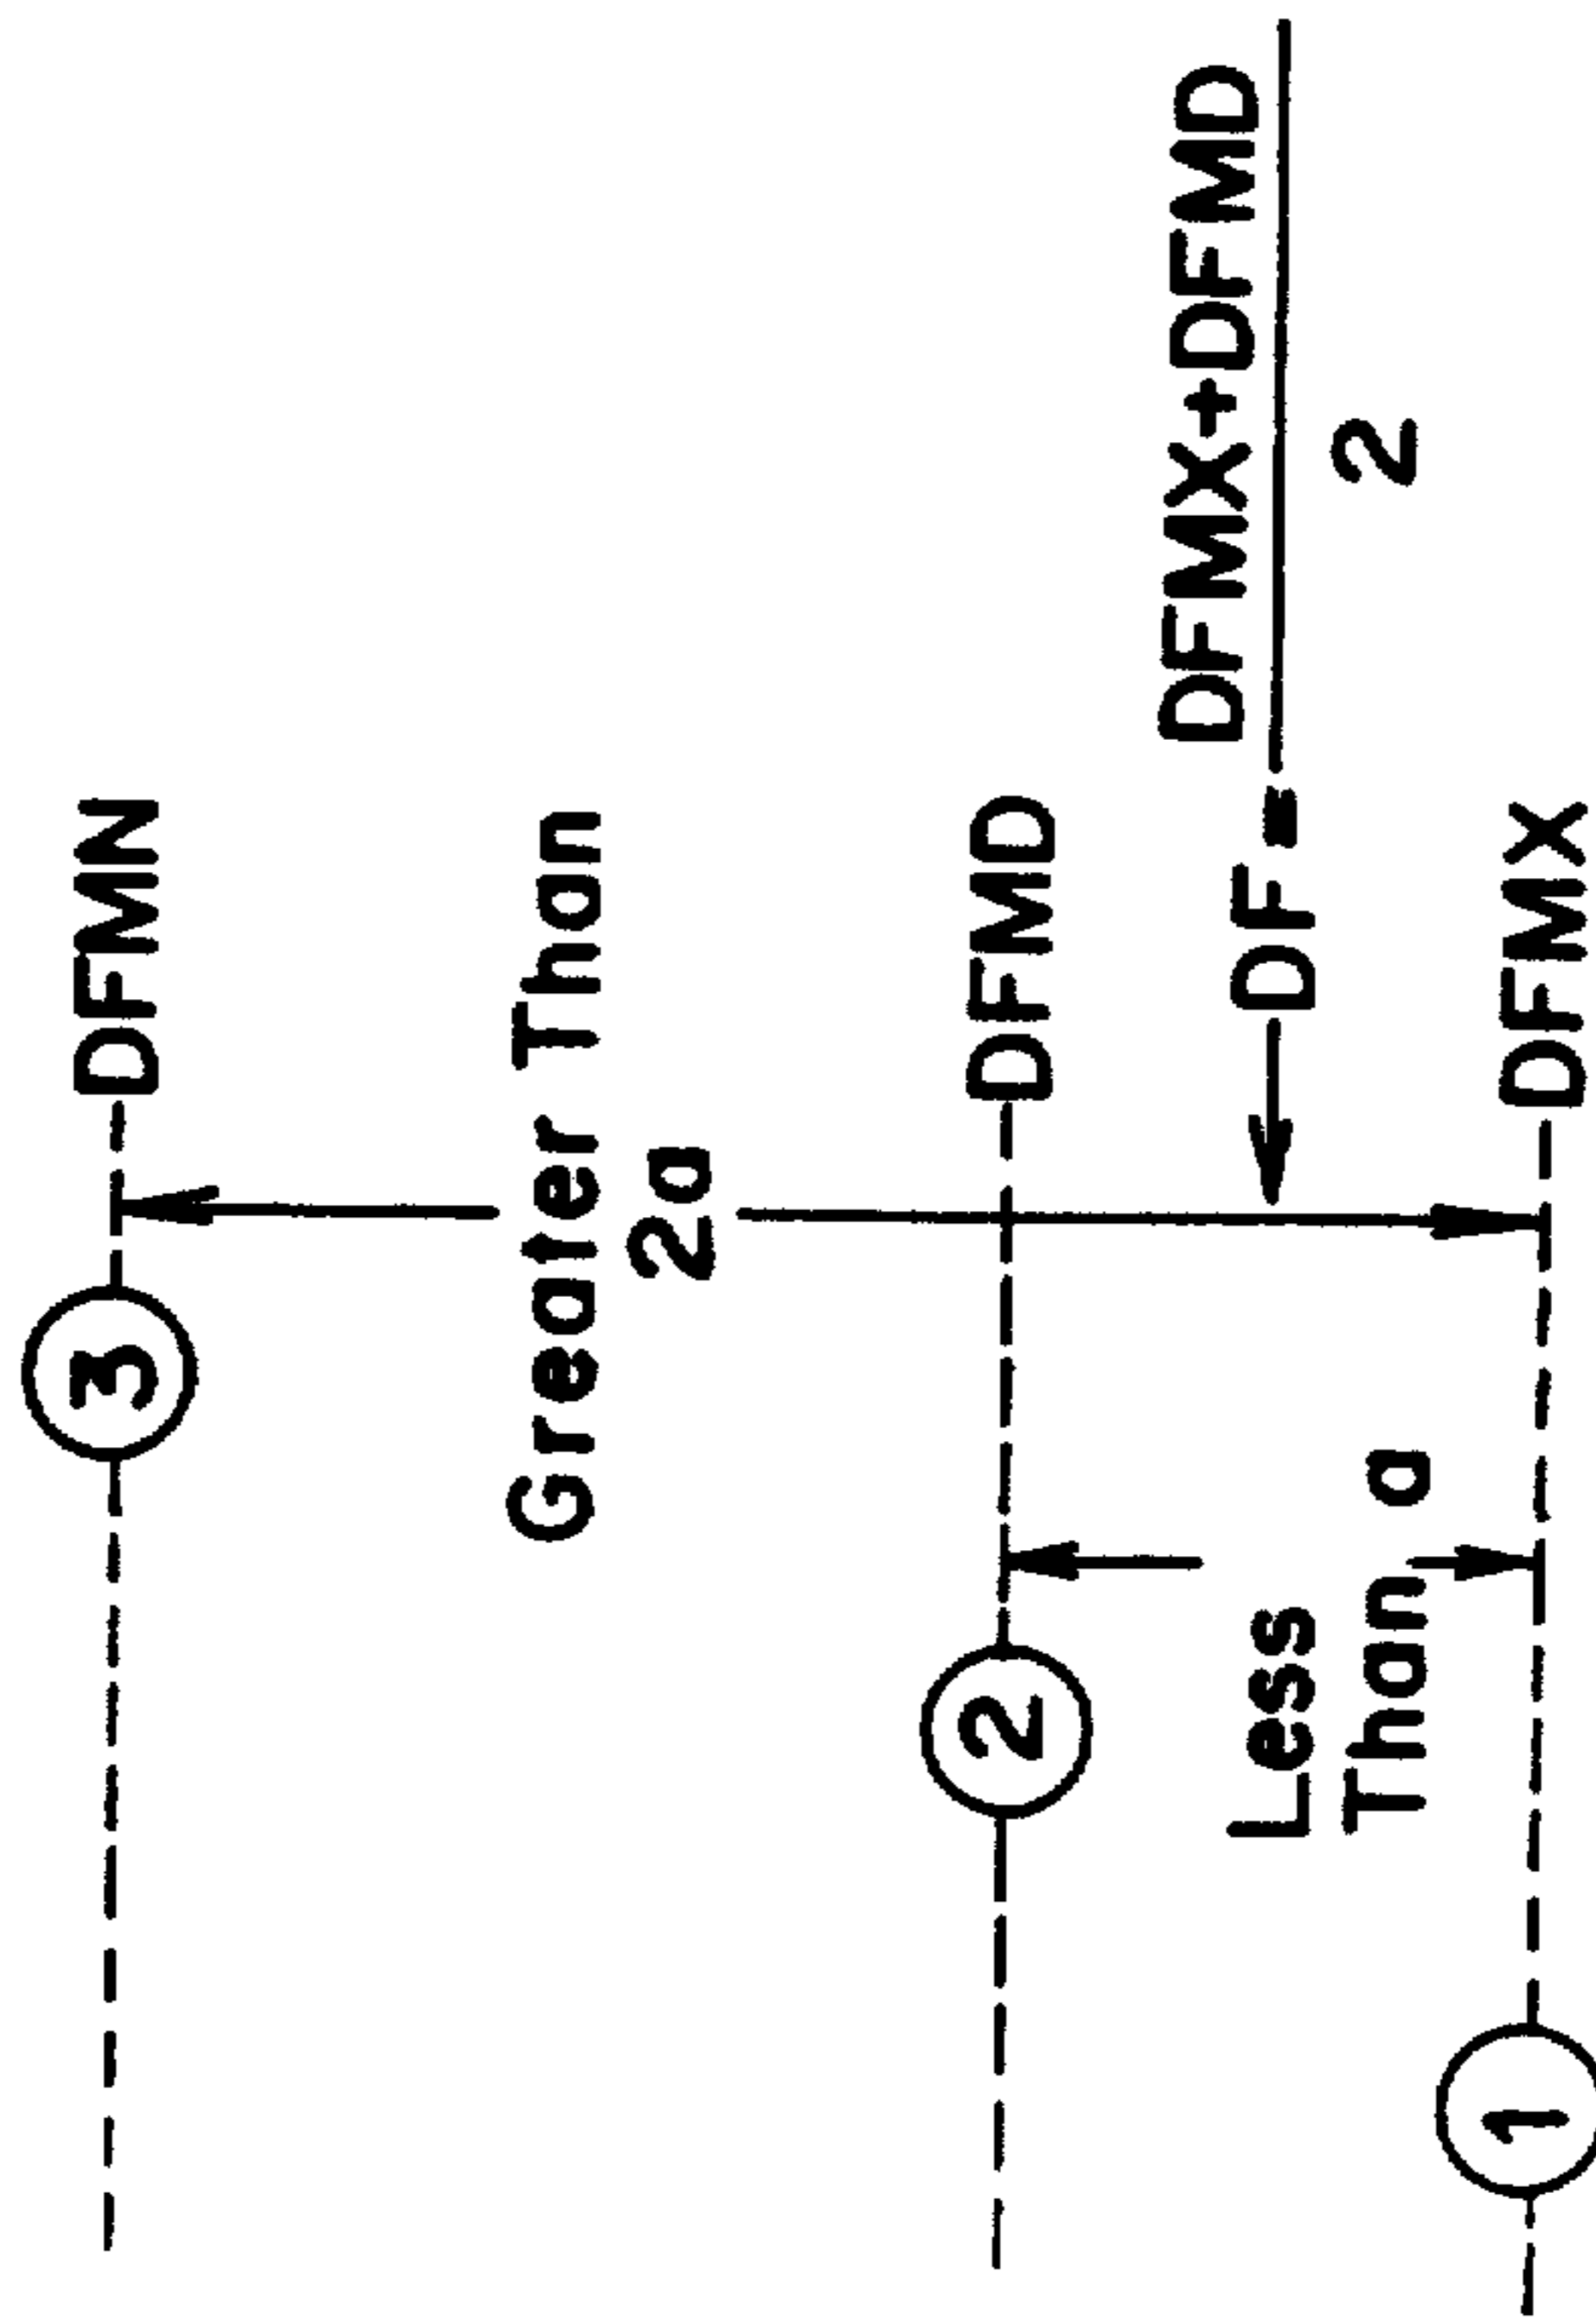 3 DFMN
Greater Than
2a
2 DFMD
DFMX+DFMD
DF =
2
Less
Than a
1 DFMX